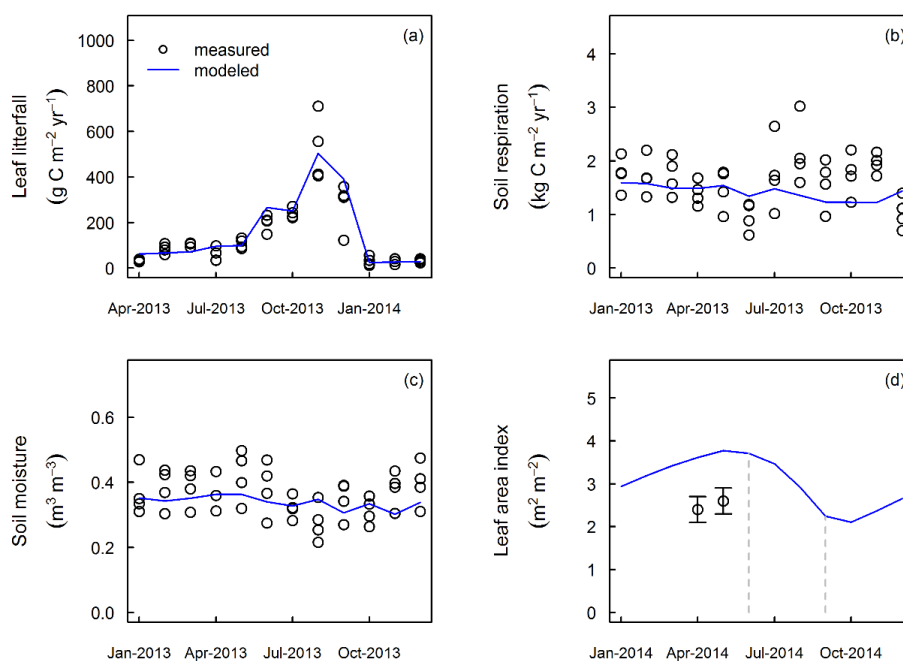 (a)
measured
modeled
Leaf litterfall
(g C m−2 yr−1)
1000
800
600
400
200
0
Apr-2013 Jul-2013 Oct-2013 Jan-2014
(b)
Soil respiration
(kg C m−2 yr−1)
4
3
2
1
0
Jan-2013 Apr-2013 Jul-2013 Oct-2013
(c)
Soil moisture
(m3 m−3)
0.6
0.4
0.2
0.0
Jan-2013 Apr-2013 Jul-2013 Oct-2013
(d)
Leaf area index
(m2 m−2)
5
4
3
2
1
0
Jan-2014 Apr-2014 Jul-2014 Oct-2014